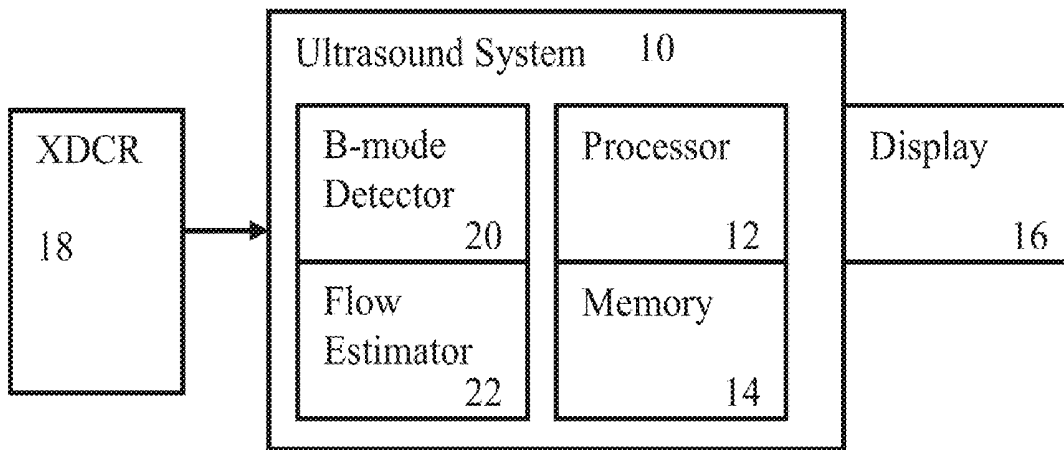 Ultrasound System 10
XDCR
18
B-mode
Detector
20
Processor
12
Display
16
Flow
Estimator
22
Memory
14